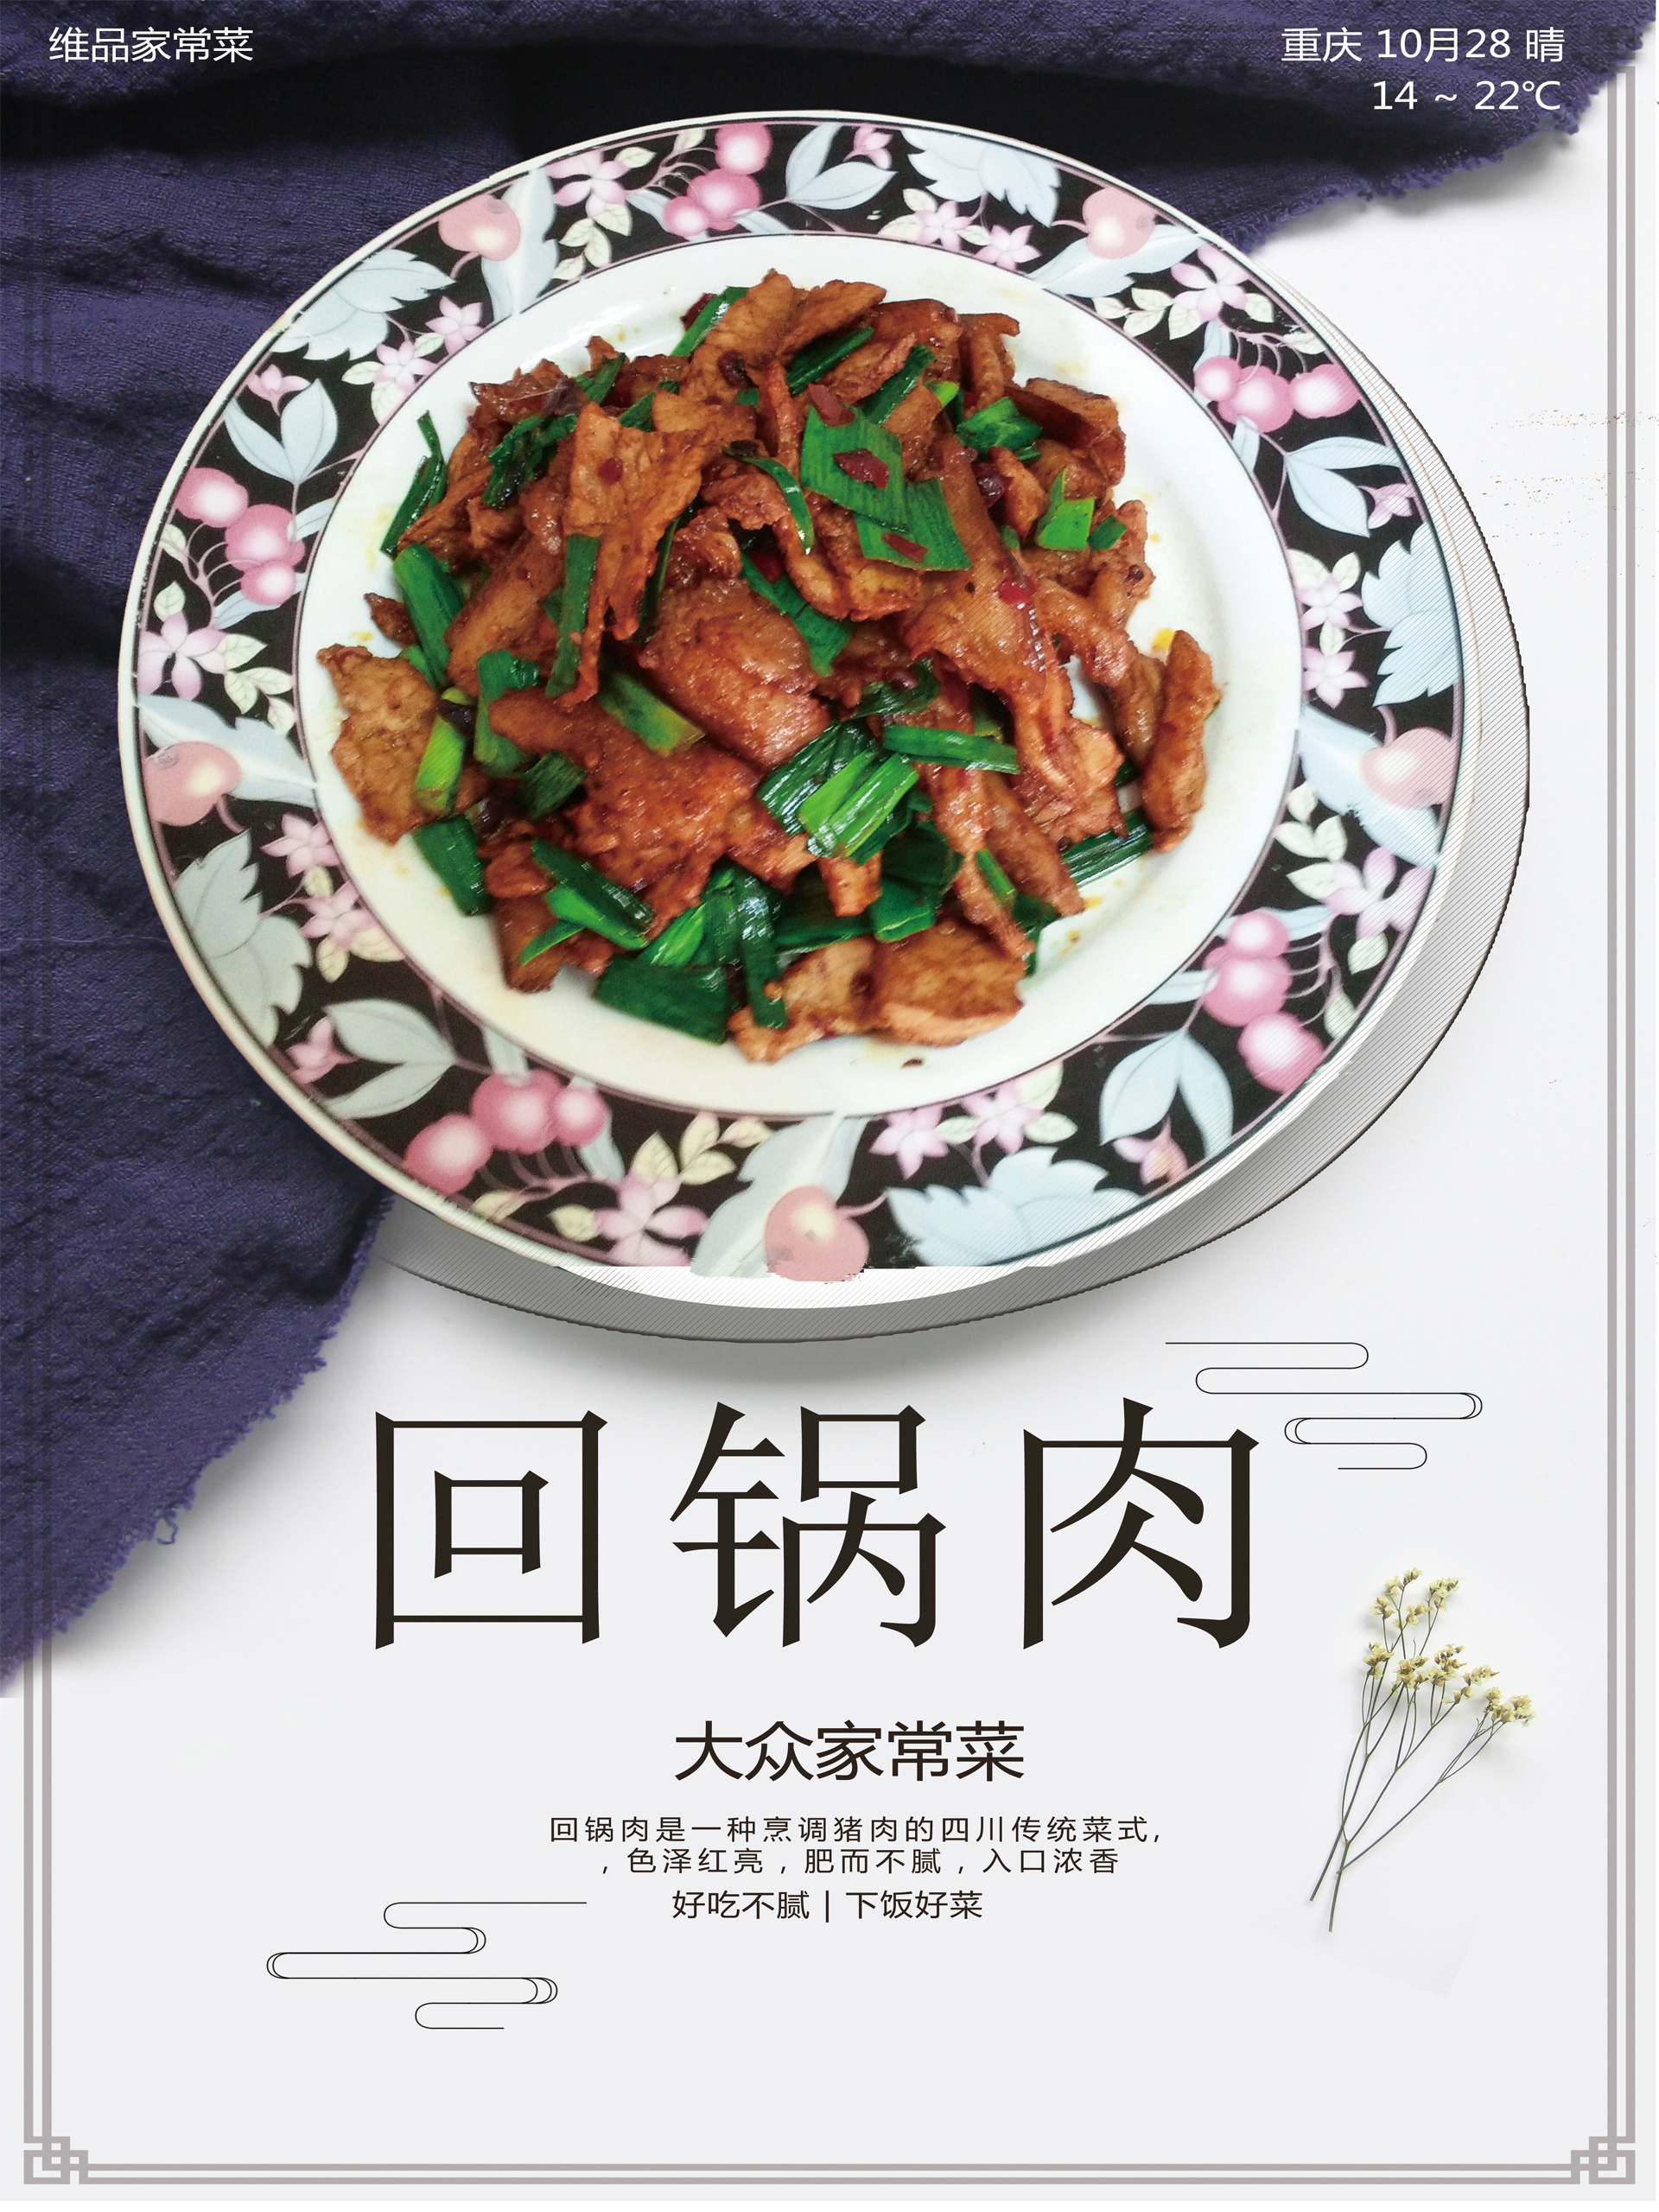 维品家常菜
重庆 10月28 晴
14 ~ 22℃
回锅肉
大众家常菜
回锅肉是一种烹调猪肉的四川传统菜式,
，色泽红亮，肥而不腻，入口浓香
好吃不腻 | 下饭好菜